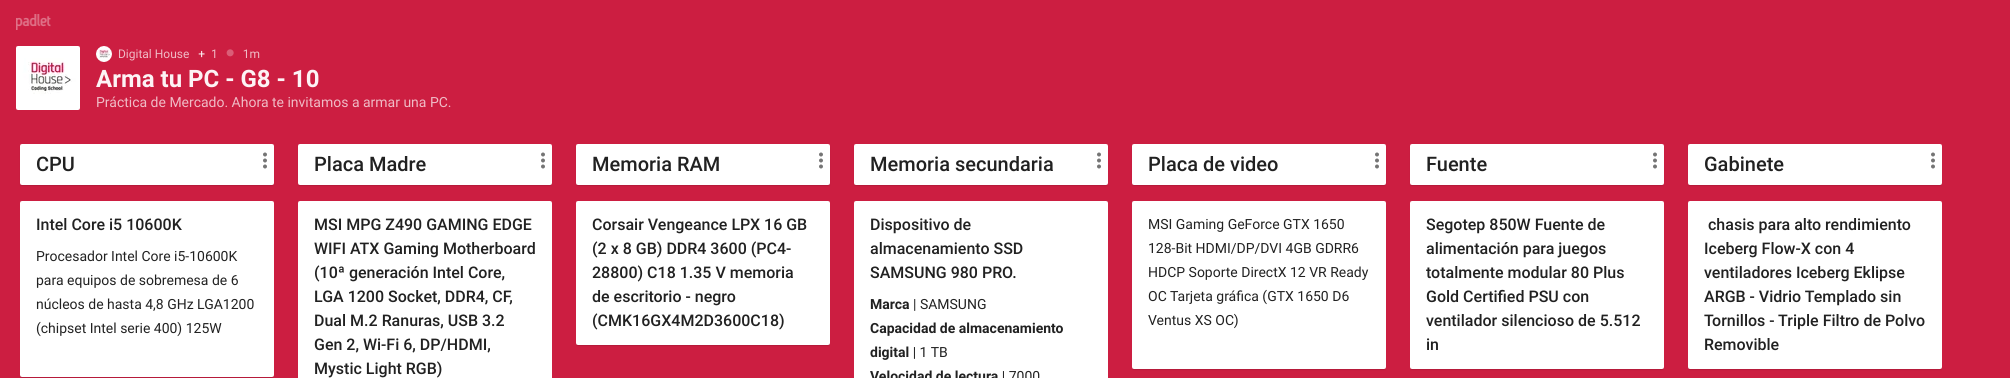 padlet
Digital House + 1 1m
Arma tu PC - G8 - 10
Práctica de Mercado. Ahora te invitamos a armar una PC.
Digital
House>
Coding School
CPU
Intel Core i5 10600K
Procesador Intel Core i5-10600K
para equipos de sobremesa de 6
núcleos de hasta 4,8 GHz LGA1200
(chipset Intel serie 400) 125W
Placa Madre
MSI MPG Z490 GAMING EDGE
WIFI ATX Gaming Motherboard
(10ª generación Intel Core,
LGA 1200 Socket, DDR4, CF,
Dual M.2 Ranuras, USB 3.2
Gen 2, Wi-Fi 6, DP/HDMI,
Mystic Light RGB)
Memoria RAM
Corsair Vengeance LPX 16 GB
(2 x 8 GB) DDR4 3600 (PC4-
28800) C18 1.35 V memoria
de escritorio - negro
(CMK16GX4M2D3600C18)
Memoria secundaria
Dispositivo de
almacenamiento SSD
SAMSUNG 980 PRO.
Marca | SAMSUNG
Capacidad de almacenamiento
digital | 1 TB
Velocidad de lectura | 7000
Placa de video
MSI Gaming GeForce GTX 1650
128-Bit HDMI/DP/DVI 4GB GDRR6
HDCP Soporte DirectX 12 VR Ready
OC Tarjeta gráfica (GTX 1650 D6
Ventus XS OC)
Fuente
Segotep 850W Fuente de
alimentación para juegos
totalmente modular 80 Plus
Gold Certified PSU con
ventilador silencioso de 5.512
in
Gabinete
chasis para alto rendimiento
Iceberg Flow-X con 4
ventiladores Iceberg Eklipse
ARGB - Vidrio Templado sin
Tornillos - Triple Filtro de Polvo
Removible